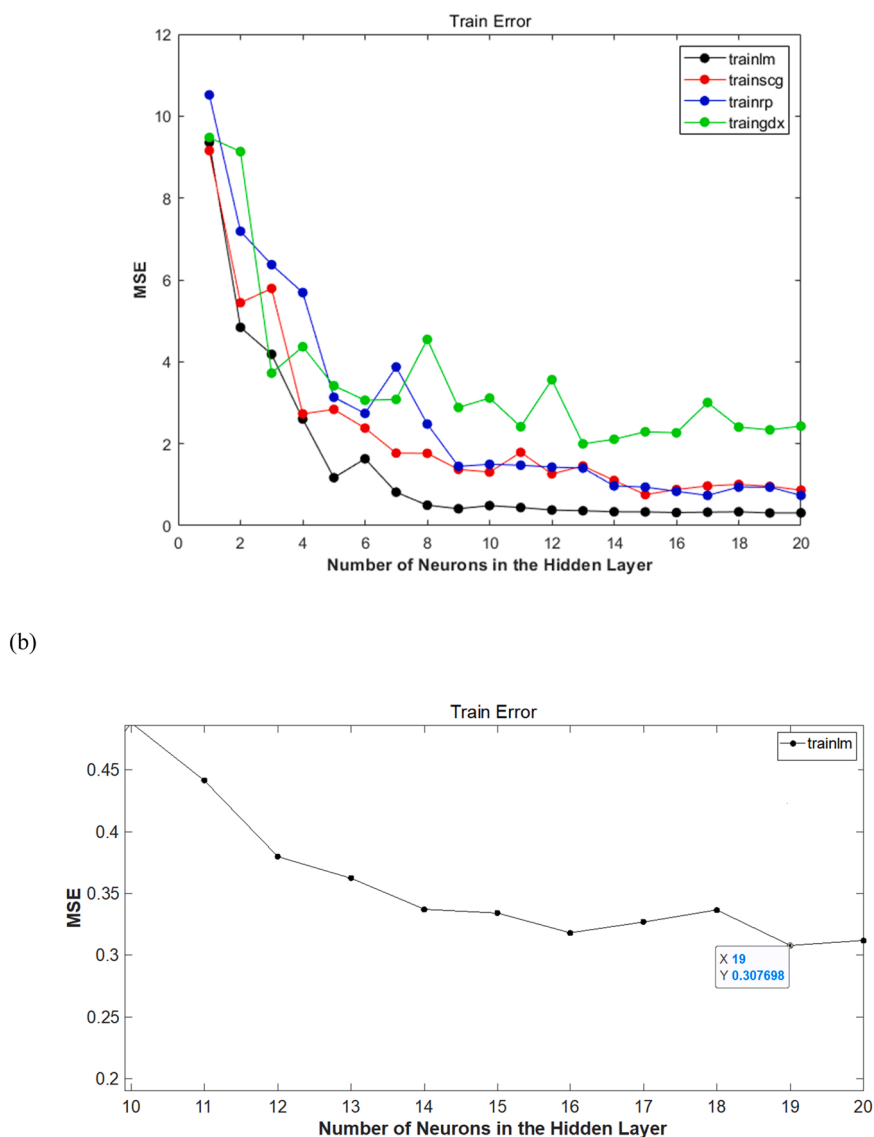 Train Error
12
10
8
6
4
2
0
MSE
trainlm
trainscg
trainrp
traingdx
0 2 4 6 8 10 12 14 16 18 20
Number of Neurons in the Hidden Layer
(b)
Train Error
0.45
0.4
0.35
0.3
0.25
0.2
MSE
trainlm
X 19
Y 0.307698
10 11 12 13 14 15 16 17 18 19 20
Number of Neurons in the Hidden Layer